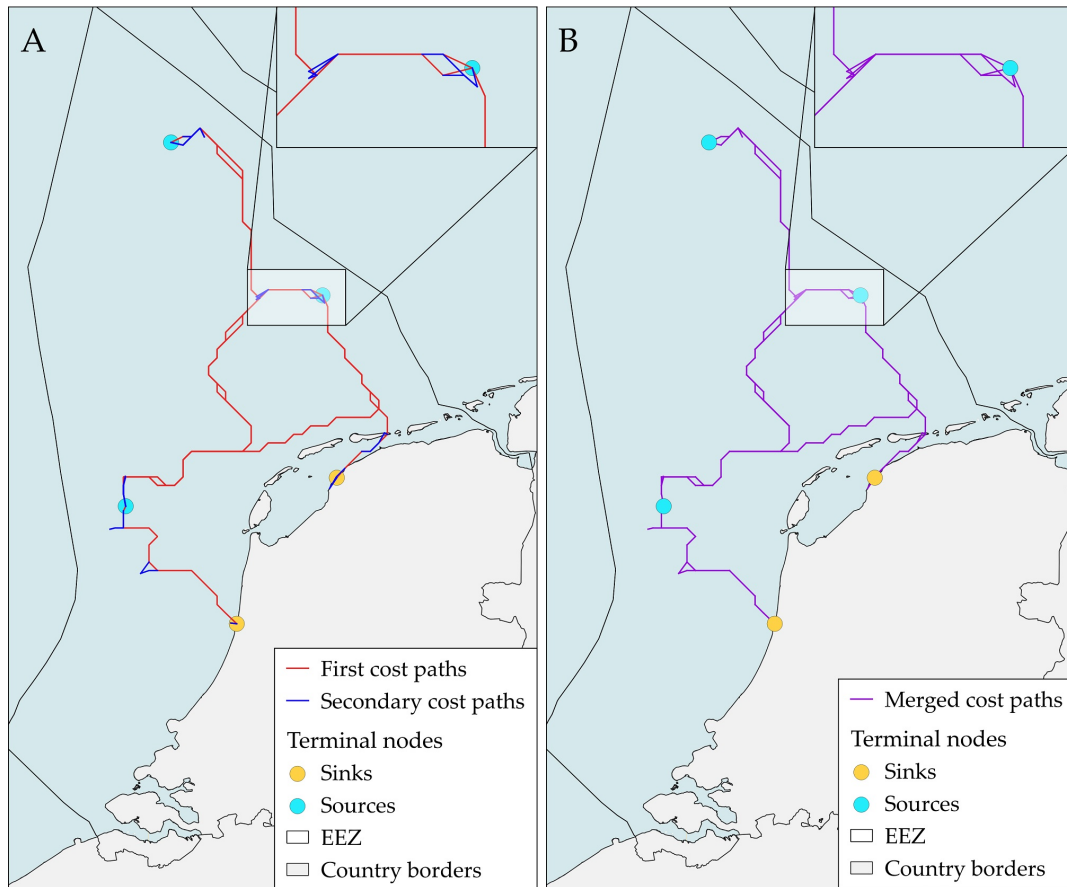 A
First cost paths
Secondary cost paths
Terminal nodes
Sinks
Sources
EEZ
Country borders
B
Merged cost paths
Terminal nodes
Sinks
Sources
EEZ
Country borders